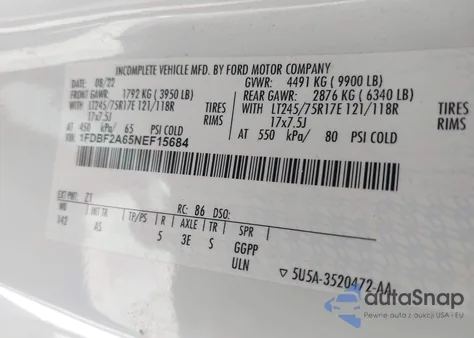 INCOMPLETE VEHICLE MFD. BY FORD MOTOR COMPANY
DATE: 08/22 GVWR: 4491 KG ( 9900 LB)
FRONT GAWR: 1792 KG ( 3950 LB) REAR GAWR: 2876 KG ( 6340 LB)
WITH LT245/75R17E 121/118R TIRES WITH LT245/75R17E 121/118R TIRES
17x7.5J RIMS 17x7.5J RIMS
AT 450 kPa/ 65 PSI COLD AT 550 kPa/ 80 PSI COLD
VIN: 1FDBF2A65NEF15684
EXT PNT: Z1 RC: 86 DSO:
WB INT TR TP/PS R AXLE TR SPR
142 AS 5 3E S GGPP
ULN
▽ 5U5A-3520472-AA
autoSnap
Pewne auta z aukcji USA i EU